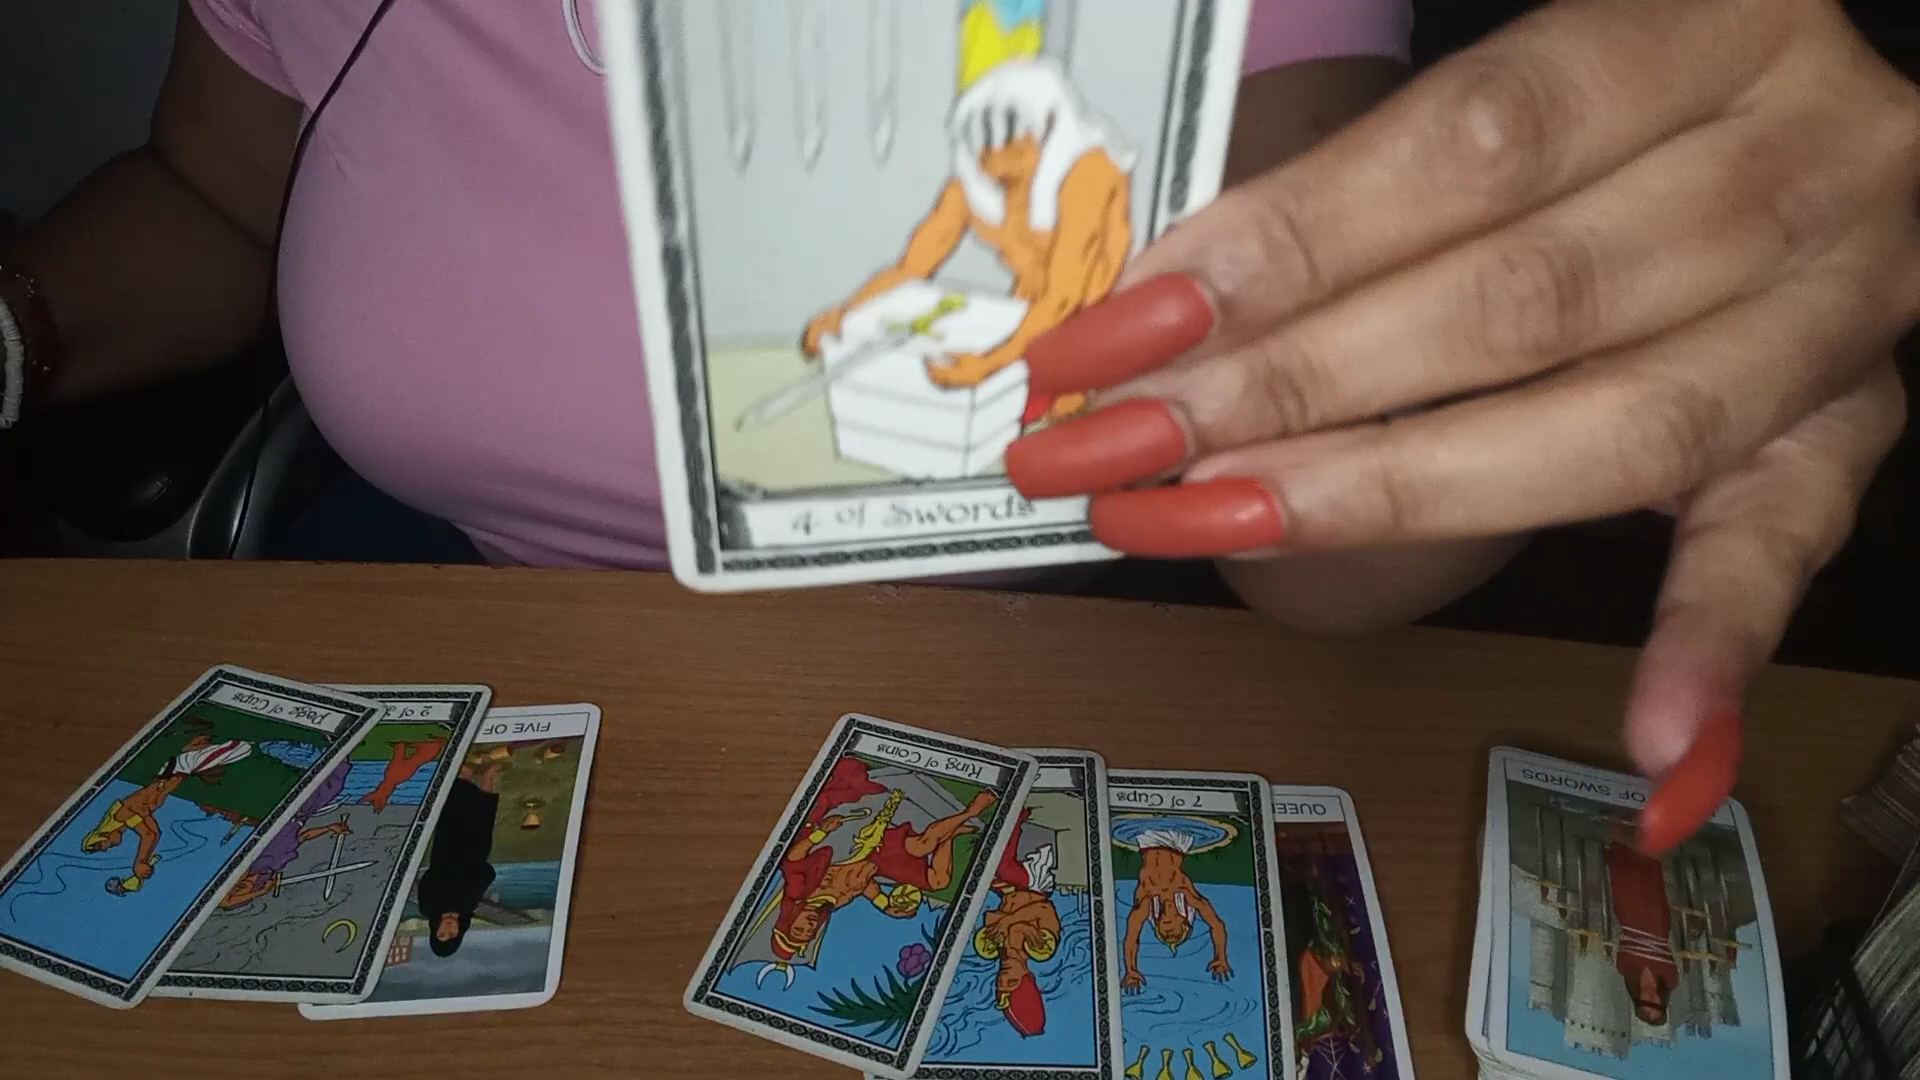 4 of Swords
Page of Cups
2 of
FIVE OF
King of Coins
2
7 of Cups
QUEE
OF SWORDS